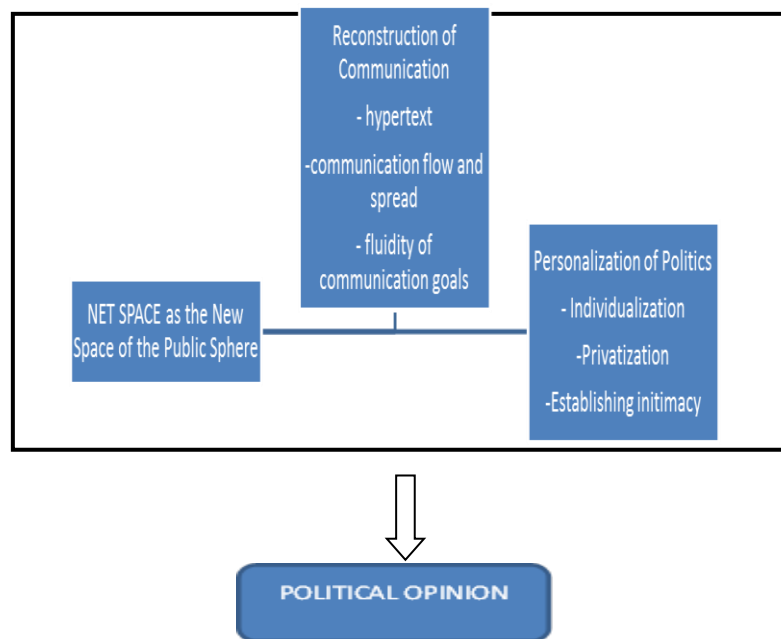 Reconstruction of
Communication
- hypertext
-communication flow and
spread
- fluidity of
communication goals
NET SPACE as the New
Space of the Public Sphere
Personalization of Politics
- Individualization
-Privatization
-Establishing initimacy
POLITICAL OPINION